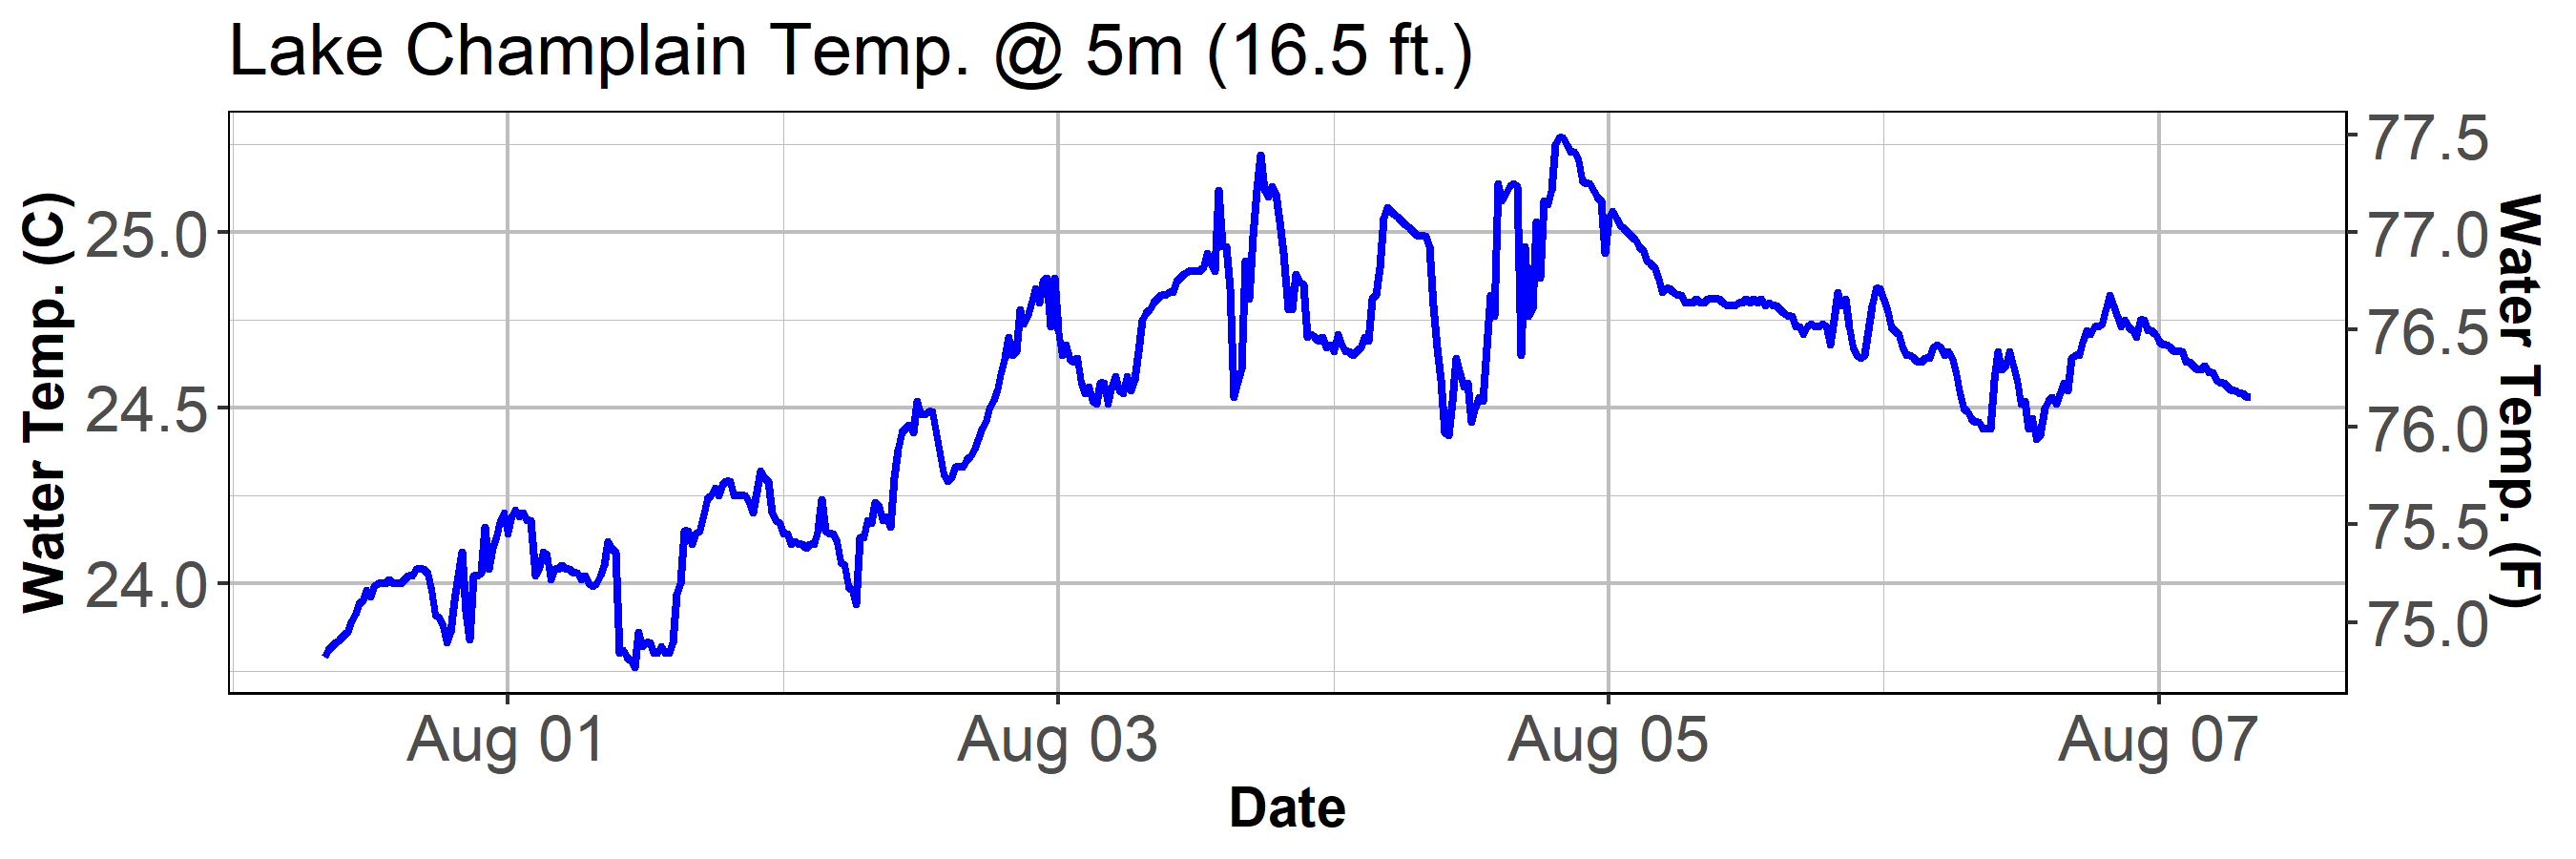 Lake Champlain Temp. @ 5m (16.5 ft.)
Water Temp. (C)
25.0
24.5
24.0
77.5
77.0
76.5
76.0
75.5
75.0
Water Temp. (F)
Aug 01
Aug 03
Aug 05
Aug 07
Date